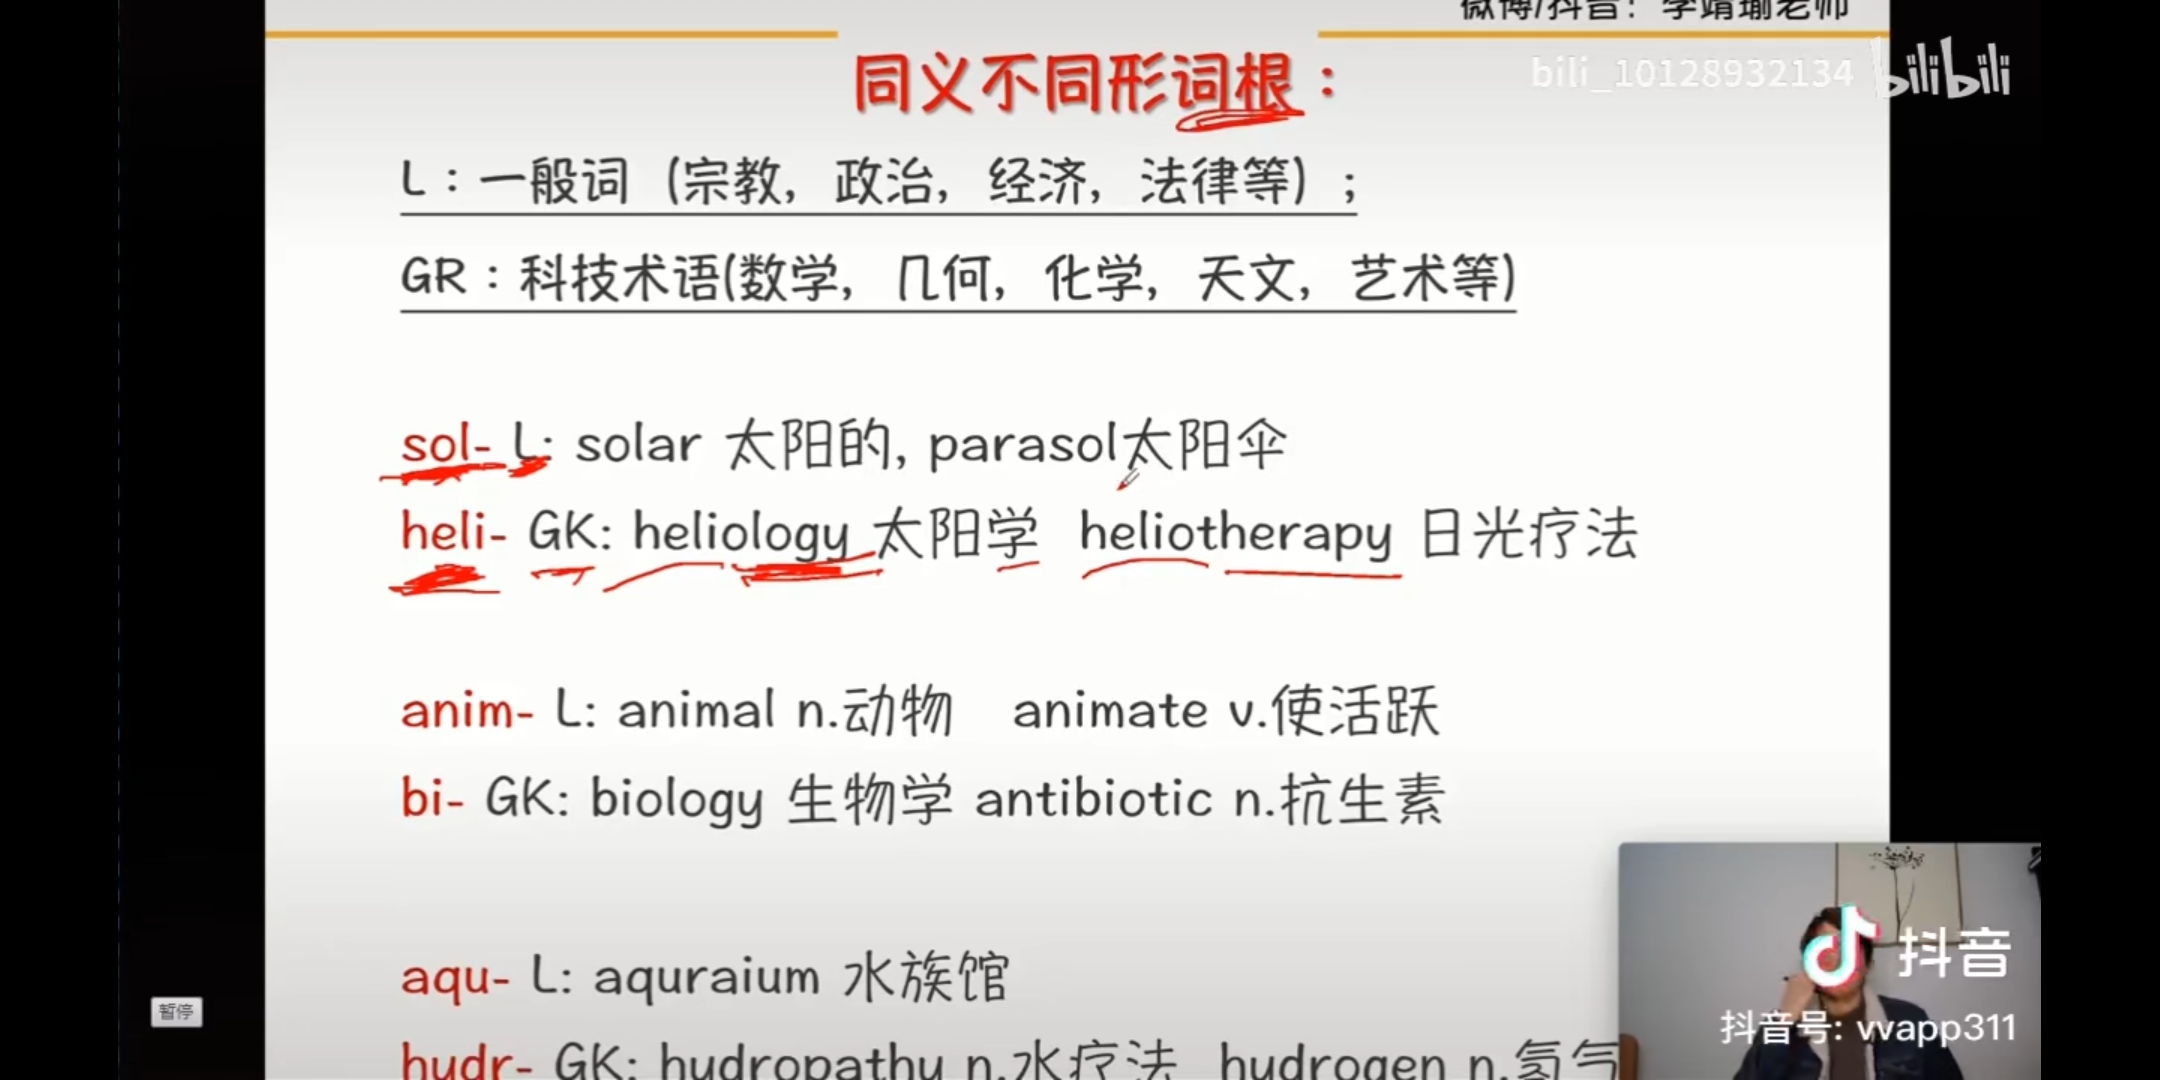 微博/抖音：李靖瑜老师
bili_10128932134 bilibili
同义不同形词根：
L：一般词（宗教，政治，经济，法律等）；
GR：科技术语(数学，几何，化学，天文，艺术等)
sol- L: solar 太阳的, parasol太阳伞
heli- GK: heliology 太阳学 heliotherapy 日光疗法
anim- L: animal n.动物 animate v.使活跃
bi- GK: biology 生物学 antibiotic n.抗生素
aqu- L: aquraium 水族馆
hydr- GK: hydropathy n.水疗法 hydrogen n.氢气
暂停
抖音
抖音号: vvapp311